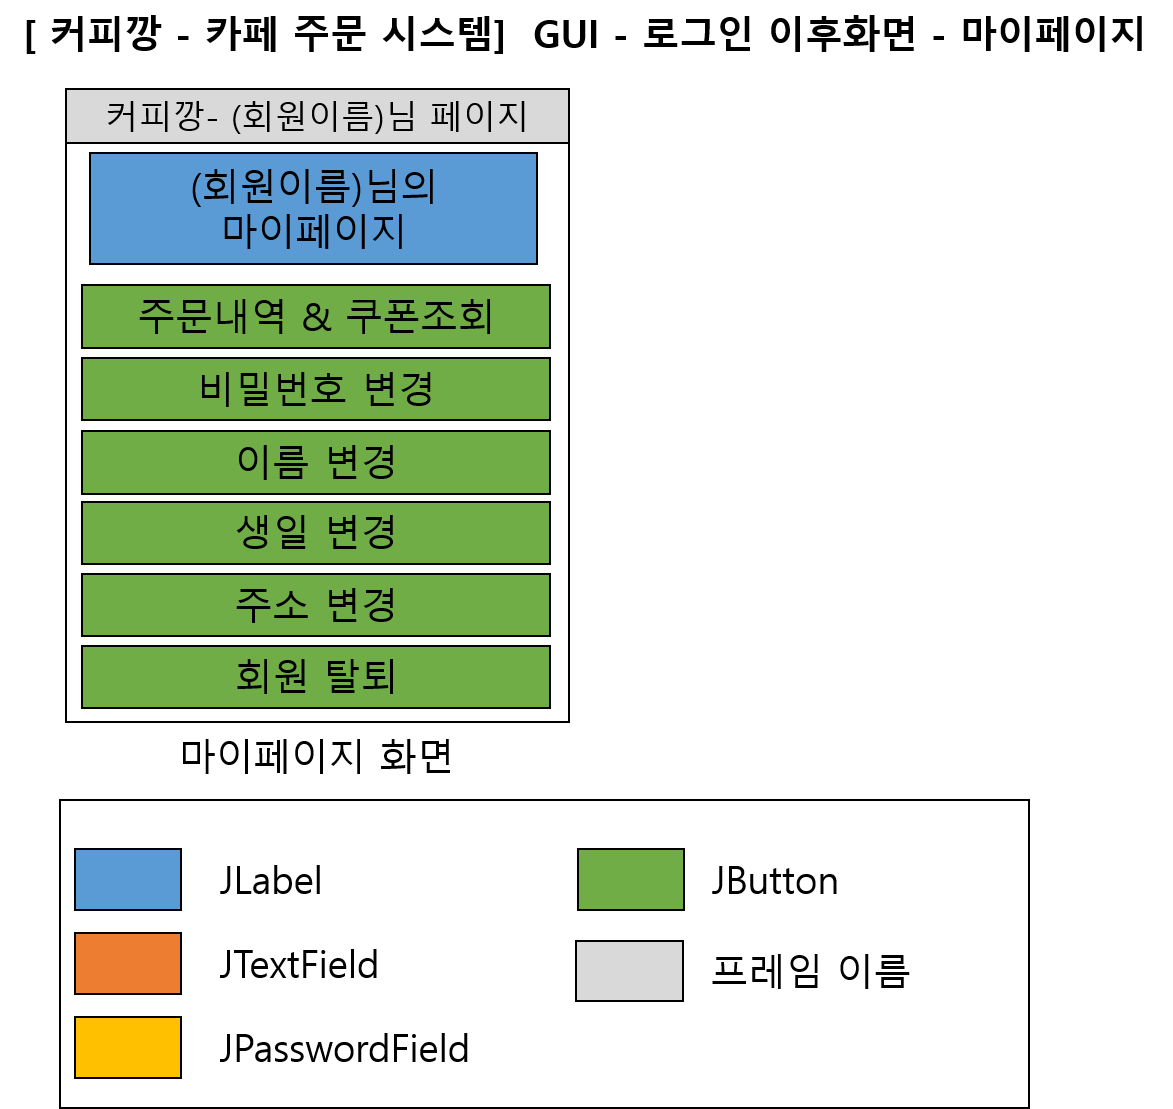 [ 커피깡 - 카페 주문 시스템] GUI - 로그인 이후화면 - 마이페이지
커피깡- (회원이름)님 페이지
(회원이름)님의
마이페이지
주문내역 & 쿠폰조회
비밀번호 변경
이름 변경
생일 변경
주소 변경
회원 탈퇴
마이페이지 화면
JLabel
JButton
JTextField
프레임 이름
JPasswordField